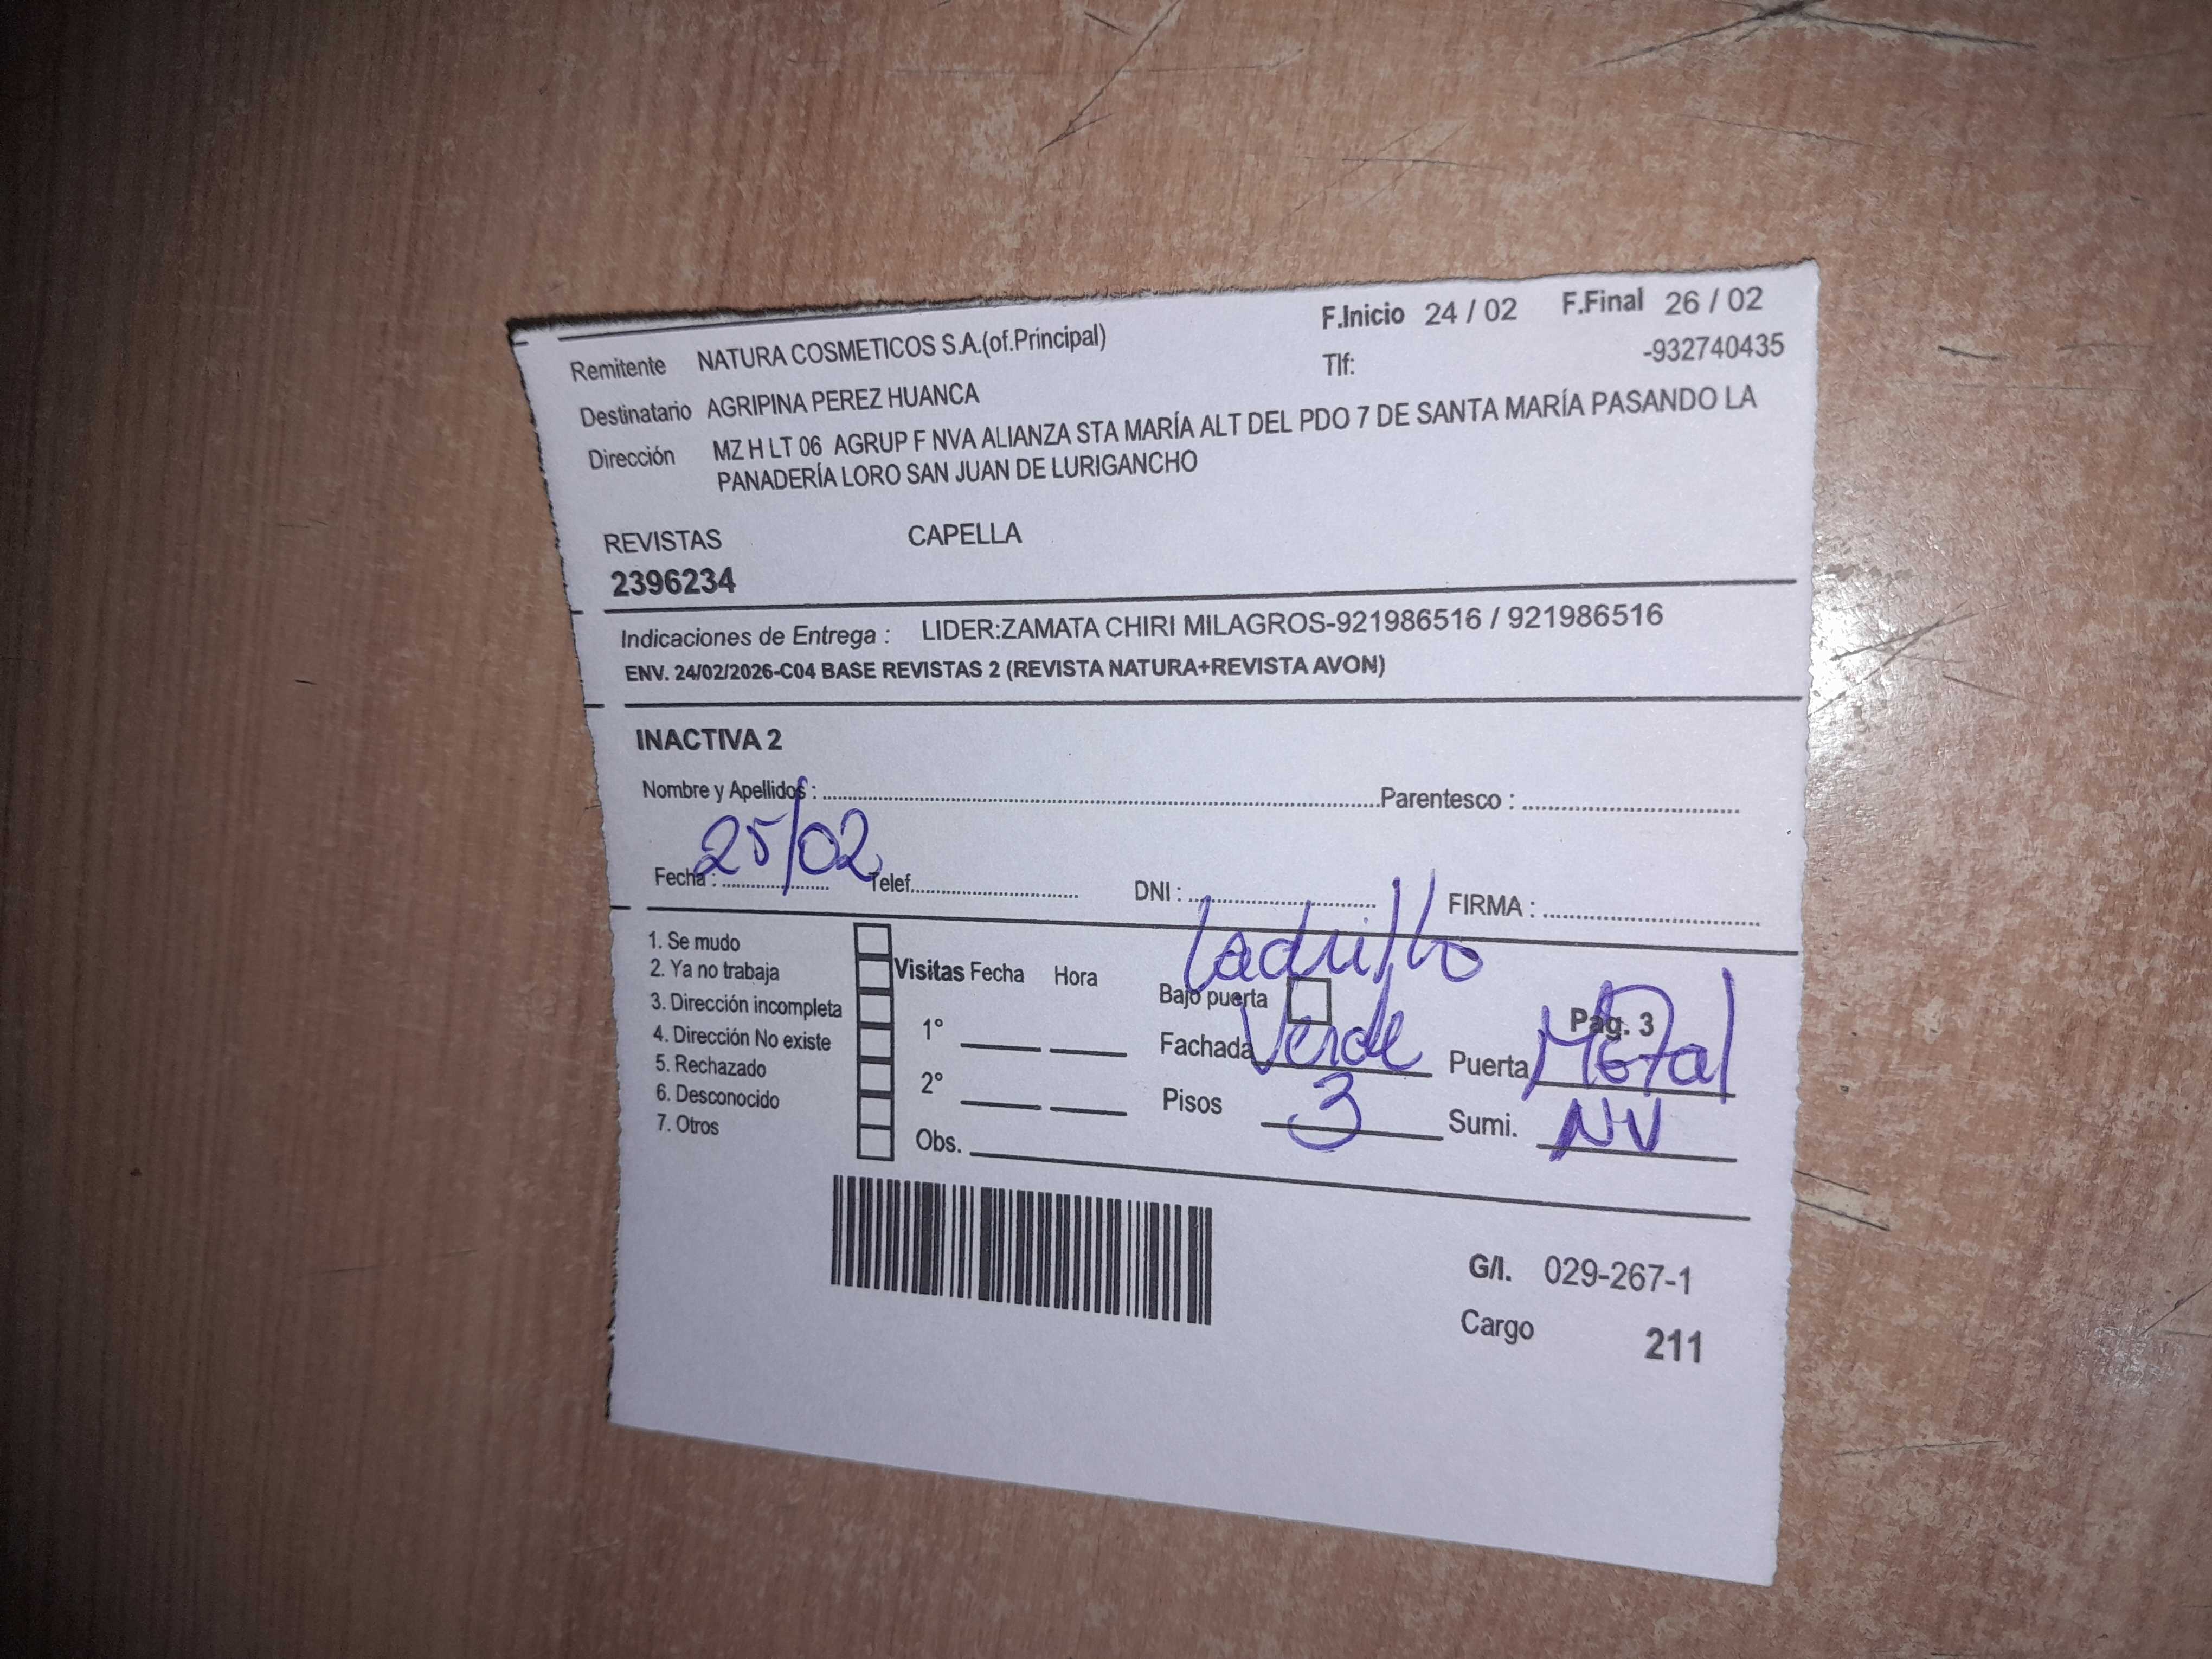 F.Inicio 24 / 02 F.Final 26 / 02
Remitente NATURA COSMETICOS S.A.(of.Principal) Tlf: -932740435
Destinatario AGRIPINA PEREZ HUANCA
Dirección MZ H LT 06 AGRUP F NVA ALIANZA STA MARÍA ALT DEL PDO 7 DE SANTA MARÍA PASANDO LA
PANADERÍA LORO SAN JUAN DE LURIGANCHO
REVISTAS CAPELLA
2396234
Indicaciones de Entrega : LIDER:ZAMATA CHIRI MILAGROS-921986516 / 921986516
ENV. 24/02/2026-C04 BASE REVISTAS 2 (REVISTA NATURA+REVISTA AVON)
INACTIVA 2
Nombre y Apellidos : Parentesco :
Fecha : 25/02 Telef. DNI : FIRMA :
1. Se mudo
2. Ya no trabaja
3. Dirección incompleta
4. Dirección No existe
5. Rechazado
6. Desconocido
7. Otros
Visitas Fecha Hora
1°
2°
Obs.
Ladrillo
Bajo puerta Pag. 3
Fachada Verde Puerta Metal
Pisos 3 Sumi. NV
G/I. 029-267-1
Cargo 211